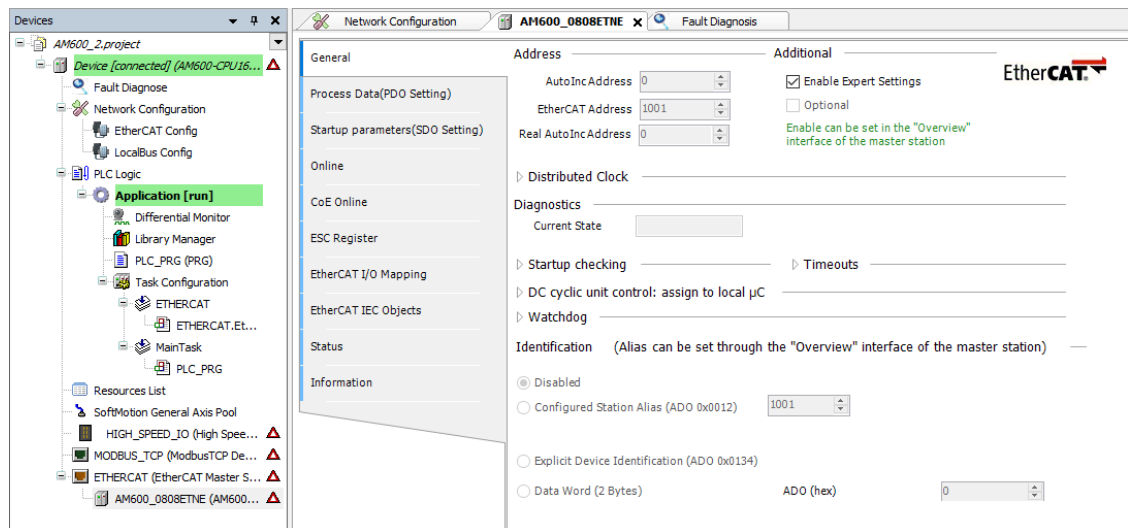 Devices
AM600_2.project
Device [connected] (AM600-CPU16...
Fault Diagnose
Network Configuration
EtherCAT Config
LocalBus Config
PLC Logic
Application [run]
Differential Monitor
Library Manager
PLC_PRG (PRG)
Task Configuration
ETHERCAT
ETHERCAT.Et...
MainTask
PLC_PRG
Resources List
SoftMotion General Axis Pool
HIGH_SPEED_IO (High Spee...
MODBUS_TCP (ModbusTCP De...
ETHERCAT (EtherCAT Master S...
AM600_0808ETNE (AM600...
Network Configuration
AM600_0808ETNE
Fault Diagnosis
General
Process Data(PDO Setting)
Startup parameters(SDO Setting)
Online
CoE Online
ESC Register
EtherCAT I/O Mapping
EtherCAT IEC Objects
Status
Information
Address
AutoInc Address 0
EtherCAT Address 1001
Real AutoInc Address 0
Additional
Enable Expert Settings
Optional
Enable can be set in the "Overview"
interface of the master station
EtherCAT
Distributed Clock
Diagnostics
Current State
Startup checking
Timeouts
DC cyclic unit control: assign to local µC
Watchdog
Identification (Alias can be set through the "Overview" interface of the master station)
Disabled
Configured Station Alias (ADO 0x0012) 1001
Explicit Device Identification (ADO 0x0134)
Data Word (2 Bytes) ADO (hex) 0